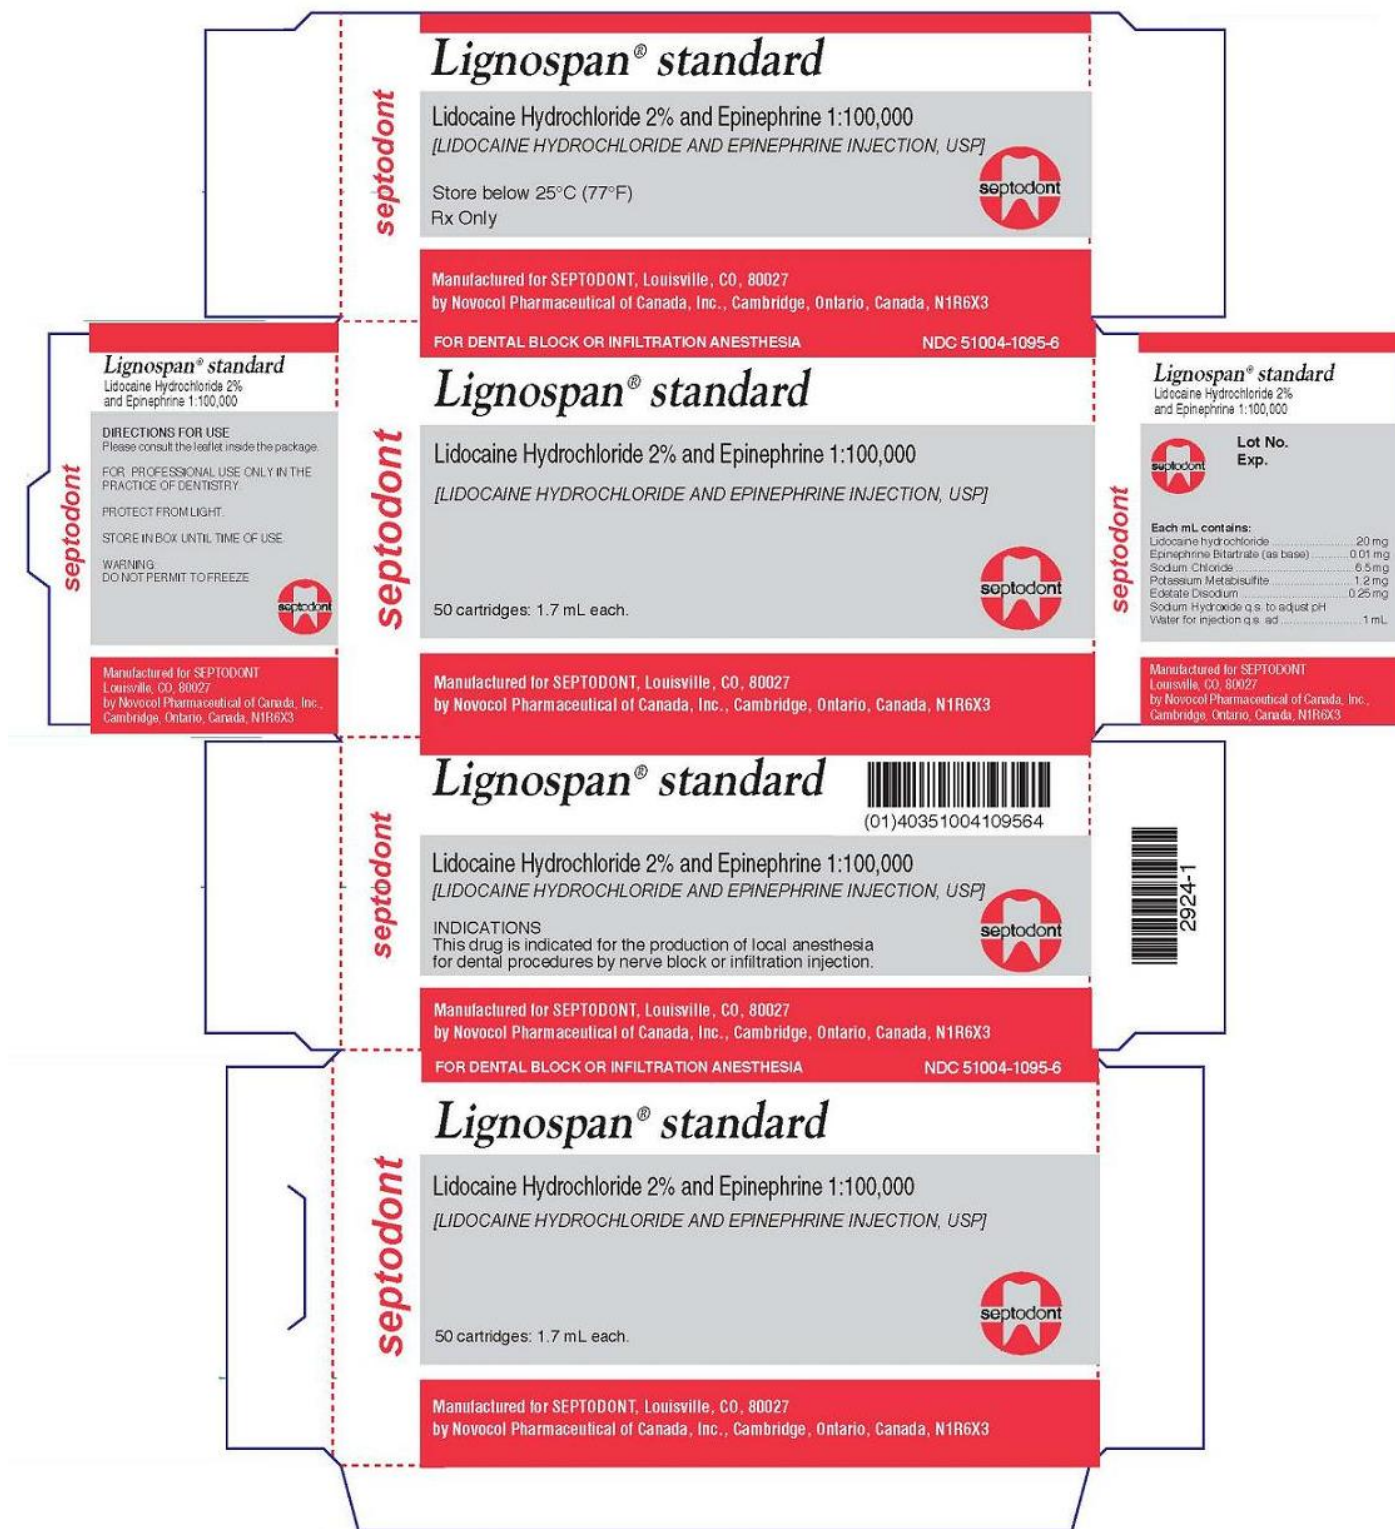 septodont
Lignospan® standard
Lidocaine Hydrochloride 2% and Epinephrine 1:100,000
[LIDOCAINE HYDROCHLORIDE AND EPINEPHRINE INJECTION, USP]
Store below 25°C (77°F)
Rx Only
septodont
Manufactured for SEPTODONT, Louisville, CO, 80027
by Novocol Pharmaceutical of Canada, Inc., Cambridge, Ontario, Canada, N1R6X3
septodont
Lignospan® standard
Lidocaine Hydrochloride 2%
and Epinephrine 1:100,000
DIRECTIONS FOR USE
Please consult the leaflet inside the package.
FOR PROFESSIONAL USE ONLY IN THE
PRACTICE OF DENTISTRY.
PROTECT FROM LIGHT.
STORE IN BOX UNTIL TIME OF USE.
WARNING:
DO NOT PERMIT TO FREEZE
septodont
Manufactured for SEPTODONT
Louisville, CO, 80027
by Novocol Pharmaceutical of Canada, Inc.,
Cambridge, Ontario, Canada, N1R6X3
septodont
FOR DENTAL BLOCK OR INFILTRATION ANESTHESIA NDC 51004-1095-6
Lignospan® standard
Lidocaine Hydrochloride 2% and Epinephrine 1:100,000
[LIDOCAINE HYDROCHLORIDE AND EPINEPHRINE INJECTION, USP]
septodont
50 cartridges: 1.7 mL each.
Manufactured for SEPTODONT, Louisville, CO, 80027
by Novocol Pharmaceutical of Canada, Inc., Cambridge, Ontario, Canada, N1R6X3
septodont
Lignospan® standard
Lidocaine Hydrochloride 2%
and Epinephrine 1:100,000
septodont
Lot No.
Exp.
Each mL contains:
Lidocaine hydrochloride ........................ 20 mg
Epinephrine Bitartrate (as base) ........... 0.01 mg
Sodium Chloride ................................. 6.5 mg
Potassium Metabisulfite ........................ 1.2 mg
Edetate Disodium .............................. 0.25 mg
Sodium Hydroxide q.s. to adjust pH
Water for injection q.s. ad ........................ 1 mL
Manufactured for SEPTODONT
Louisville, CO, 80027
by Novocol Pharmaceutical of Canada, Inc.,
Cambridge, Ontario, Canada, N1R6X3
septodont
Lignospan® standard
(01)40351004109564
Lidocaine Hydrochloride 2% and Epinephrine 1:100,000
[LIDOCAINE HYDROCHLORIDE AND EPINEPHRINE INJECTION, USP]
INDICATIONS
This drug is indicated for the production of local anesthesia
for dental procedures by nerve block or infiltration injection.
septodont
Manufactured for SEPTODONT, Louisville, CO, 80027
by Novocol Pharmaceutical of Canada, Inc., Cambridge, Ontario, Canada, N1R6X3
2924-1
septodont
FOR DENTAL BLOCK OR INFILTRATION ANESTHESIA NDC 51004-1095-6
Lignospan® standard
Lidocaine Hydrochloride 2% and Epinephrine 1:100,000
[LIDOCAINE HYDROCHLORIDE AND EPINEPHRINE INJECTION, USP]
septodont
50 cartridges: 1.7 mL each.
Manufactured for SEPTODONT, Louisville, CO, 80027
by Novocol Pharmaceutical of Canada, Inc., Cambridge, Ontario, Canada, N1R6X3